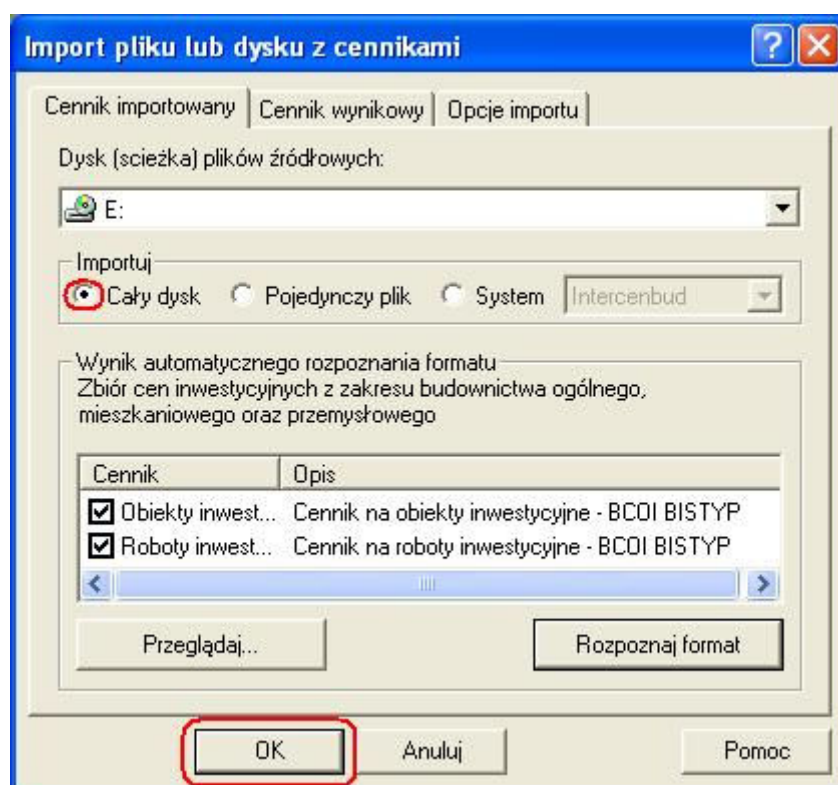 Import pliku lub dysku z cennikami
Cennik importowany Cennik wynikowy Opcje importu
Dysk (scieżka) plików źródłowych:
E:
Importuj
Cały dysk Pojedynczy plik System Intercenbud
Wynik automatycznego rozpoznania formatu
Zbiór cen inwestycyjnych z zakresu budownictwa ogólnego,
mieszkaniowego oraz przemysłowego
Cennik Opis
Obiekty inwest... Cennik na obiekty inwestycyjne - BCOI BISTYP
Roboty inwest... Cennik na roboty inwestycyjne - BCOI BISTYP
Przeglądaj... Rozpoznaj format
OK Anuluj Pomoc